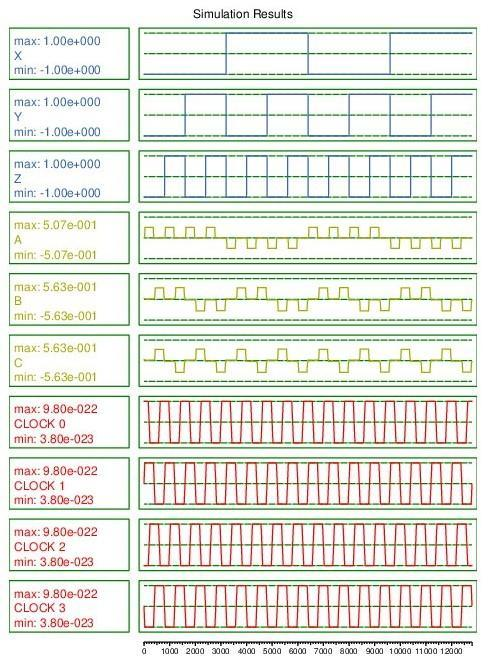 Simulation Results
max: 1.00e+000
X
min: -1.00e+000
max: 1.00e+000
Y
min: -1.00e+000
max: 1.00e+000
Z
min: -1.00e+000
max: 5.07e-001
A
min: -5.07e-001
max: 5.63e-001
B
min: -5.63e-001
max: 5.63e-001
C
min: -5.63e-001
max: 9.80e-022
CLOCK 0
min: 3.80e-023
max: 9.80e-022
CLOCK 1
min: 3.80e-023
max: 9.80e-022
CLOCK 2
min: 3.80e-023
max: 9.80e-022
CLOCK 3
min: 3.80e-023
0 1000 2000 3000 4000 5000 6000 7000 8000 9000 10000 11000 12000